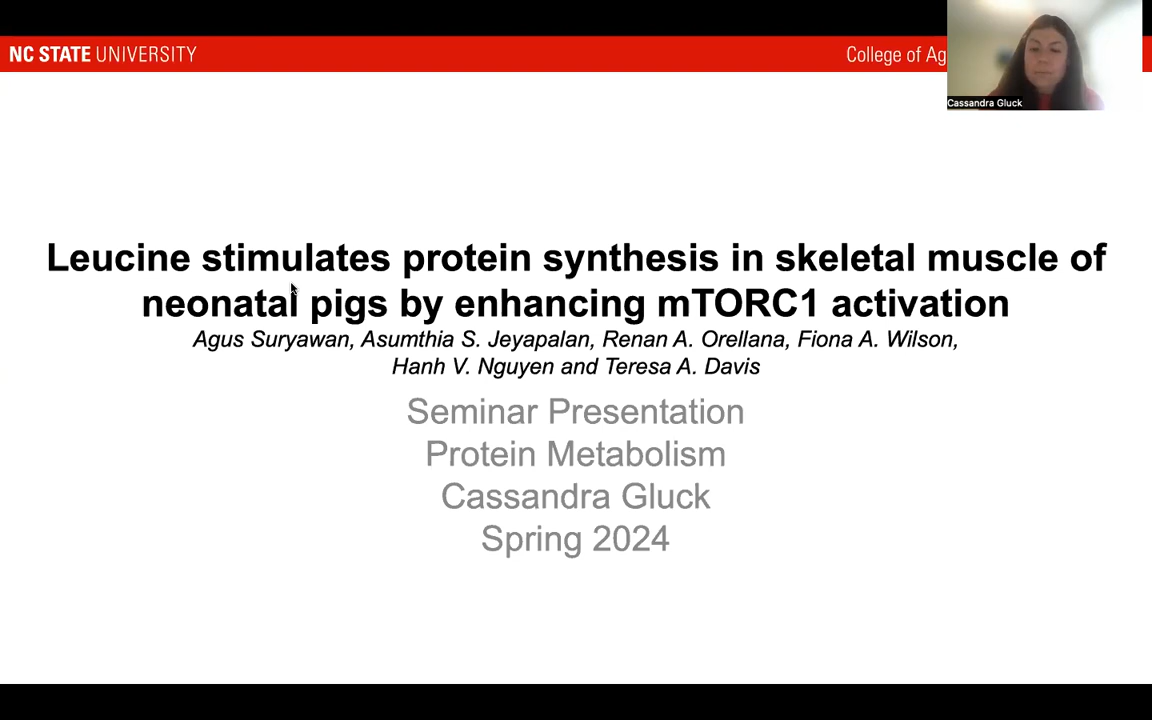 NC STATE UNIVERSITY
College of Ag
Cassandra Gluck
Leucine stimulates protein synthesis in skeletal muscle of
neonatal pigs by enhancing mTORC1 activation
Agus Suryawan, Asumthia S. Jeyapalan, Renan A. Orellana, Fiona A. Wilson,
Hanh V. Nguyen and Teresa A. Davis
Seminar Presentation
Protein Metabolism
Cassandra Gluck
Spring 2024